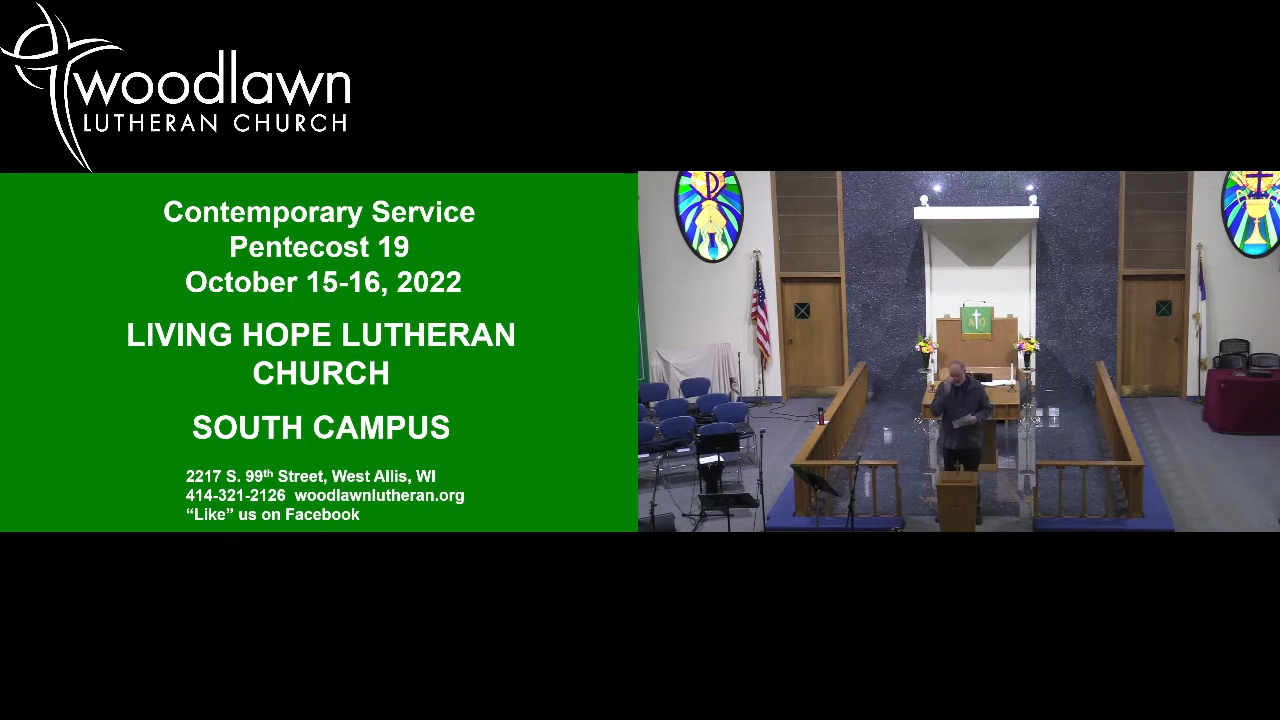 woodlawn
LUTHERAN CHURCH
Contemporary Service
Pentecost 19
October 15-16, 2022
LIVING HOPE LUTHERAN
CHURCH
SOUTH CAMPUS
2217 S. 99th Street, West Allis, WI
414-321-2126 woodlawnlutheran.org
“Like” us on Facebook